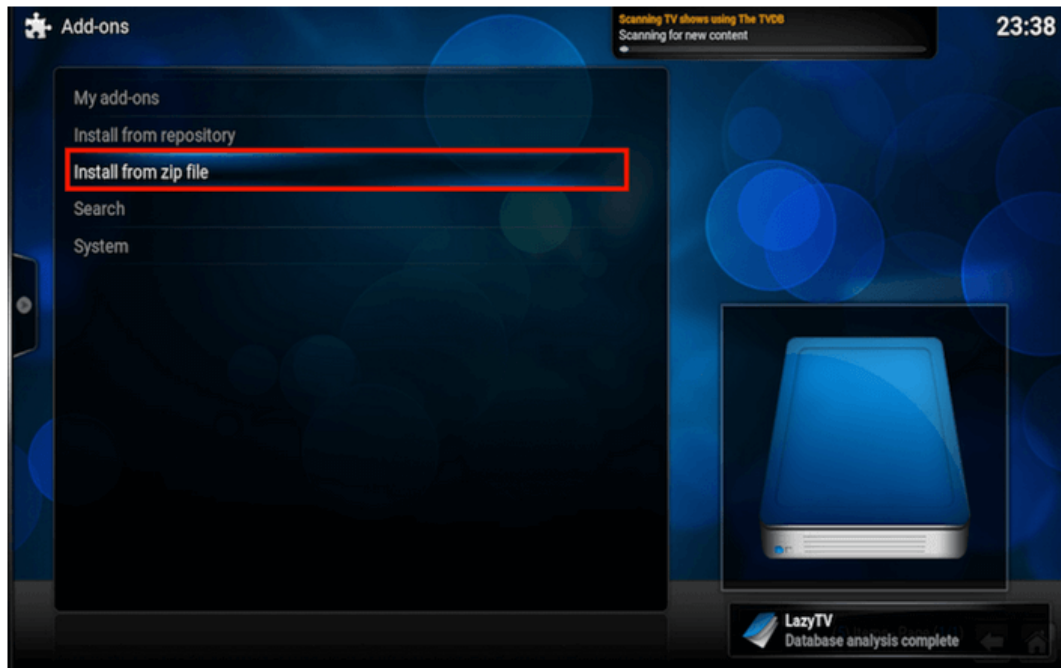 Add-ons
Scanning TV shows using The TVDB
Scanning for new content
23:38
My add-ons
Install from repository
Install from zip file
Search
System
LazyTV
Database analysis complete